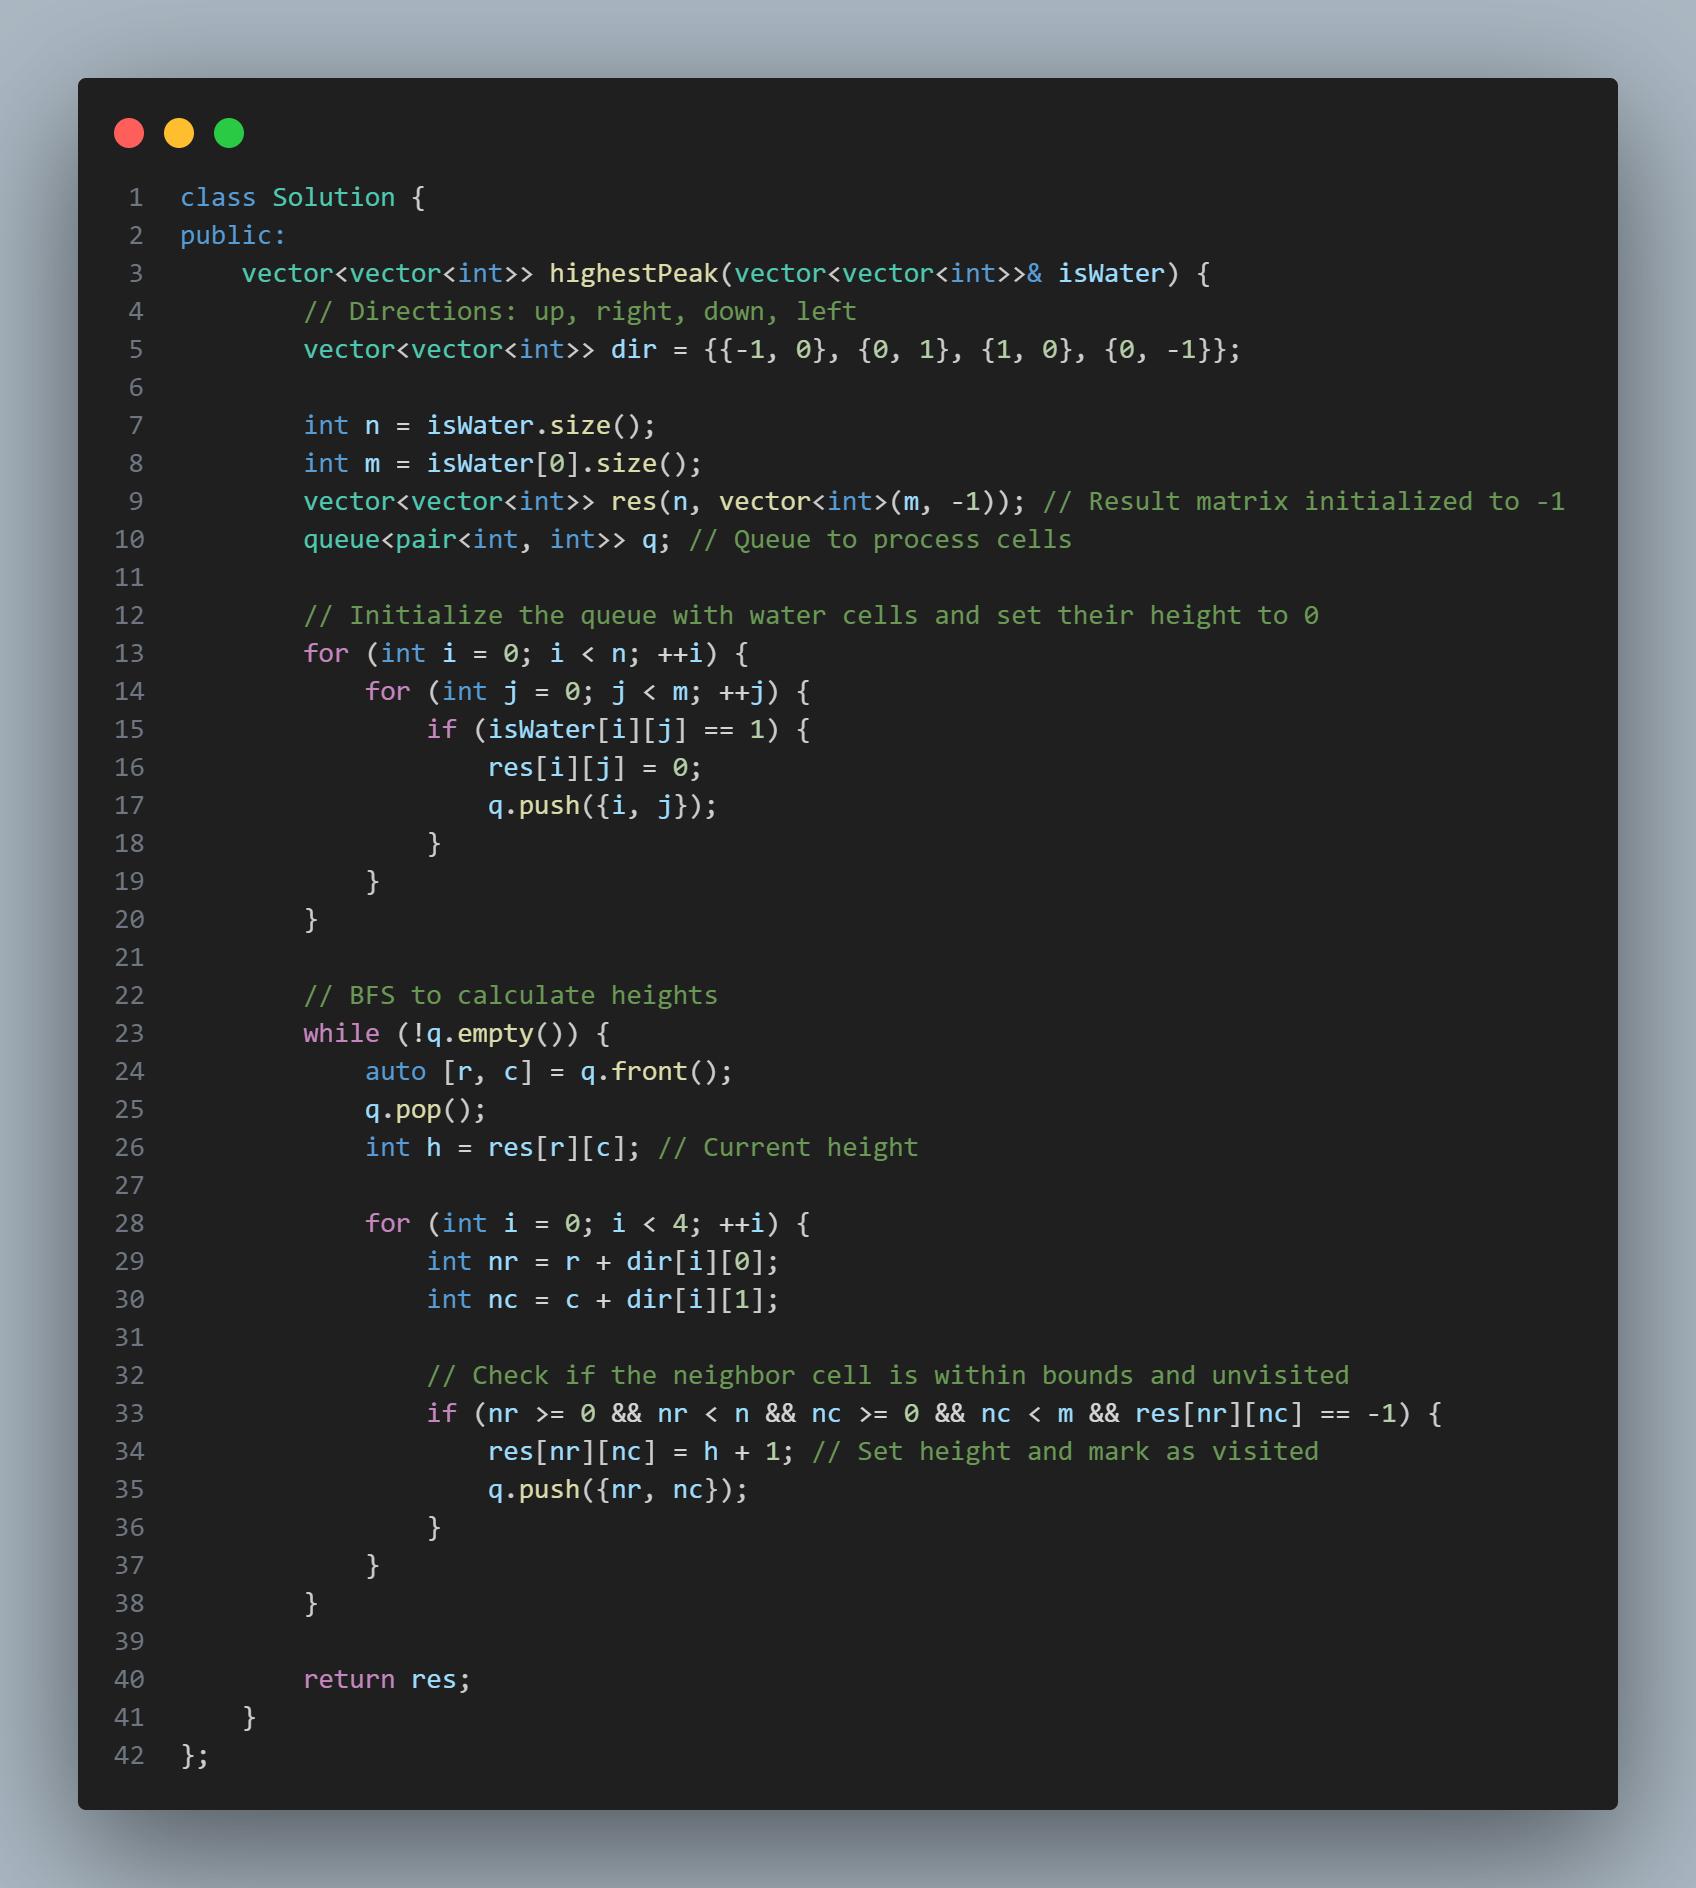 1 class Solution {
2 public:
3     vector<vector<int>> highestPeak(vector<vector<int>>& isWater) {
4         // Directions: up, right, down, left
5         vector<vector<int>> dir = {{-1, 0}, {0, 1}, {1, 0}, {0, -1}};
6
7         int n = isWater.size();
8         int m = isWater[0].size();
9         vector<vector<int>> res(n, vector<int>(m, -1)); // Result matrix initialized to -1
10         queue<pair<int, int>> q; // Queue to process cells
11
12         // Initialize the queue with water cells and set their height to 0
13         for (int i = 0; i < n; ++i) {
14             for (int j = 0; j < m; ++j) {
15                 if (isWater[i][j] == 1) {
16                     res[i][j] = 0;
17                     q.push({i, j});
18                 }
19             }
20         }
21
22         // BFS to calculate heights
23         while (!q.empty()) {
24             auto [r, c] = q.front();
25             q.pop();
26             int h = res[r][c]; // Current height
27
28             for (int i = 0; i < 4; ++i) {
29                 int nr = r + dir[i][0];
30                 int nc = c + dir[i][1];
31
32                 // Check if the neighbor cell is within bounds and unvisited
33                 if (nr >= 0 && nr < n && nc >= 0 && nc < m && res[nr][nc] == -1) {
34                     res[nr][nc] = h + 1; // Set height and mark as visited
35                     q.push({nr, nc});
36                 }
37             }
38         }
39
40         return res;
41     }
42 };